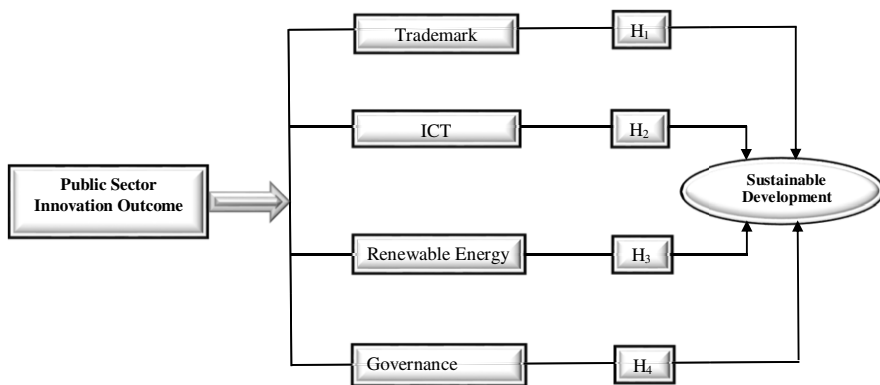 Trademark
H₁
ICT
H₂
Public Sector
Innovation Outcome
Sustainable
Development
Renewable Energy
H₃
Governance
H₄